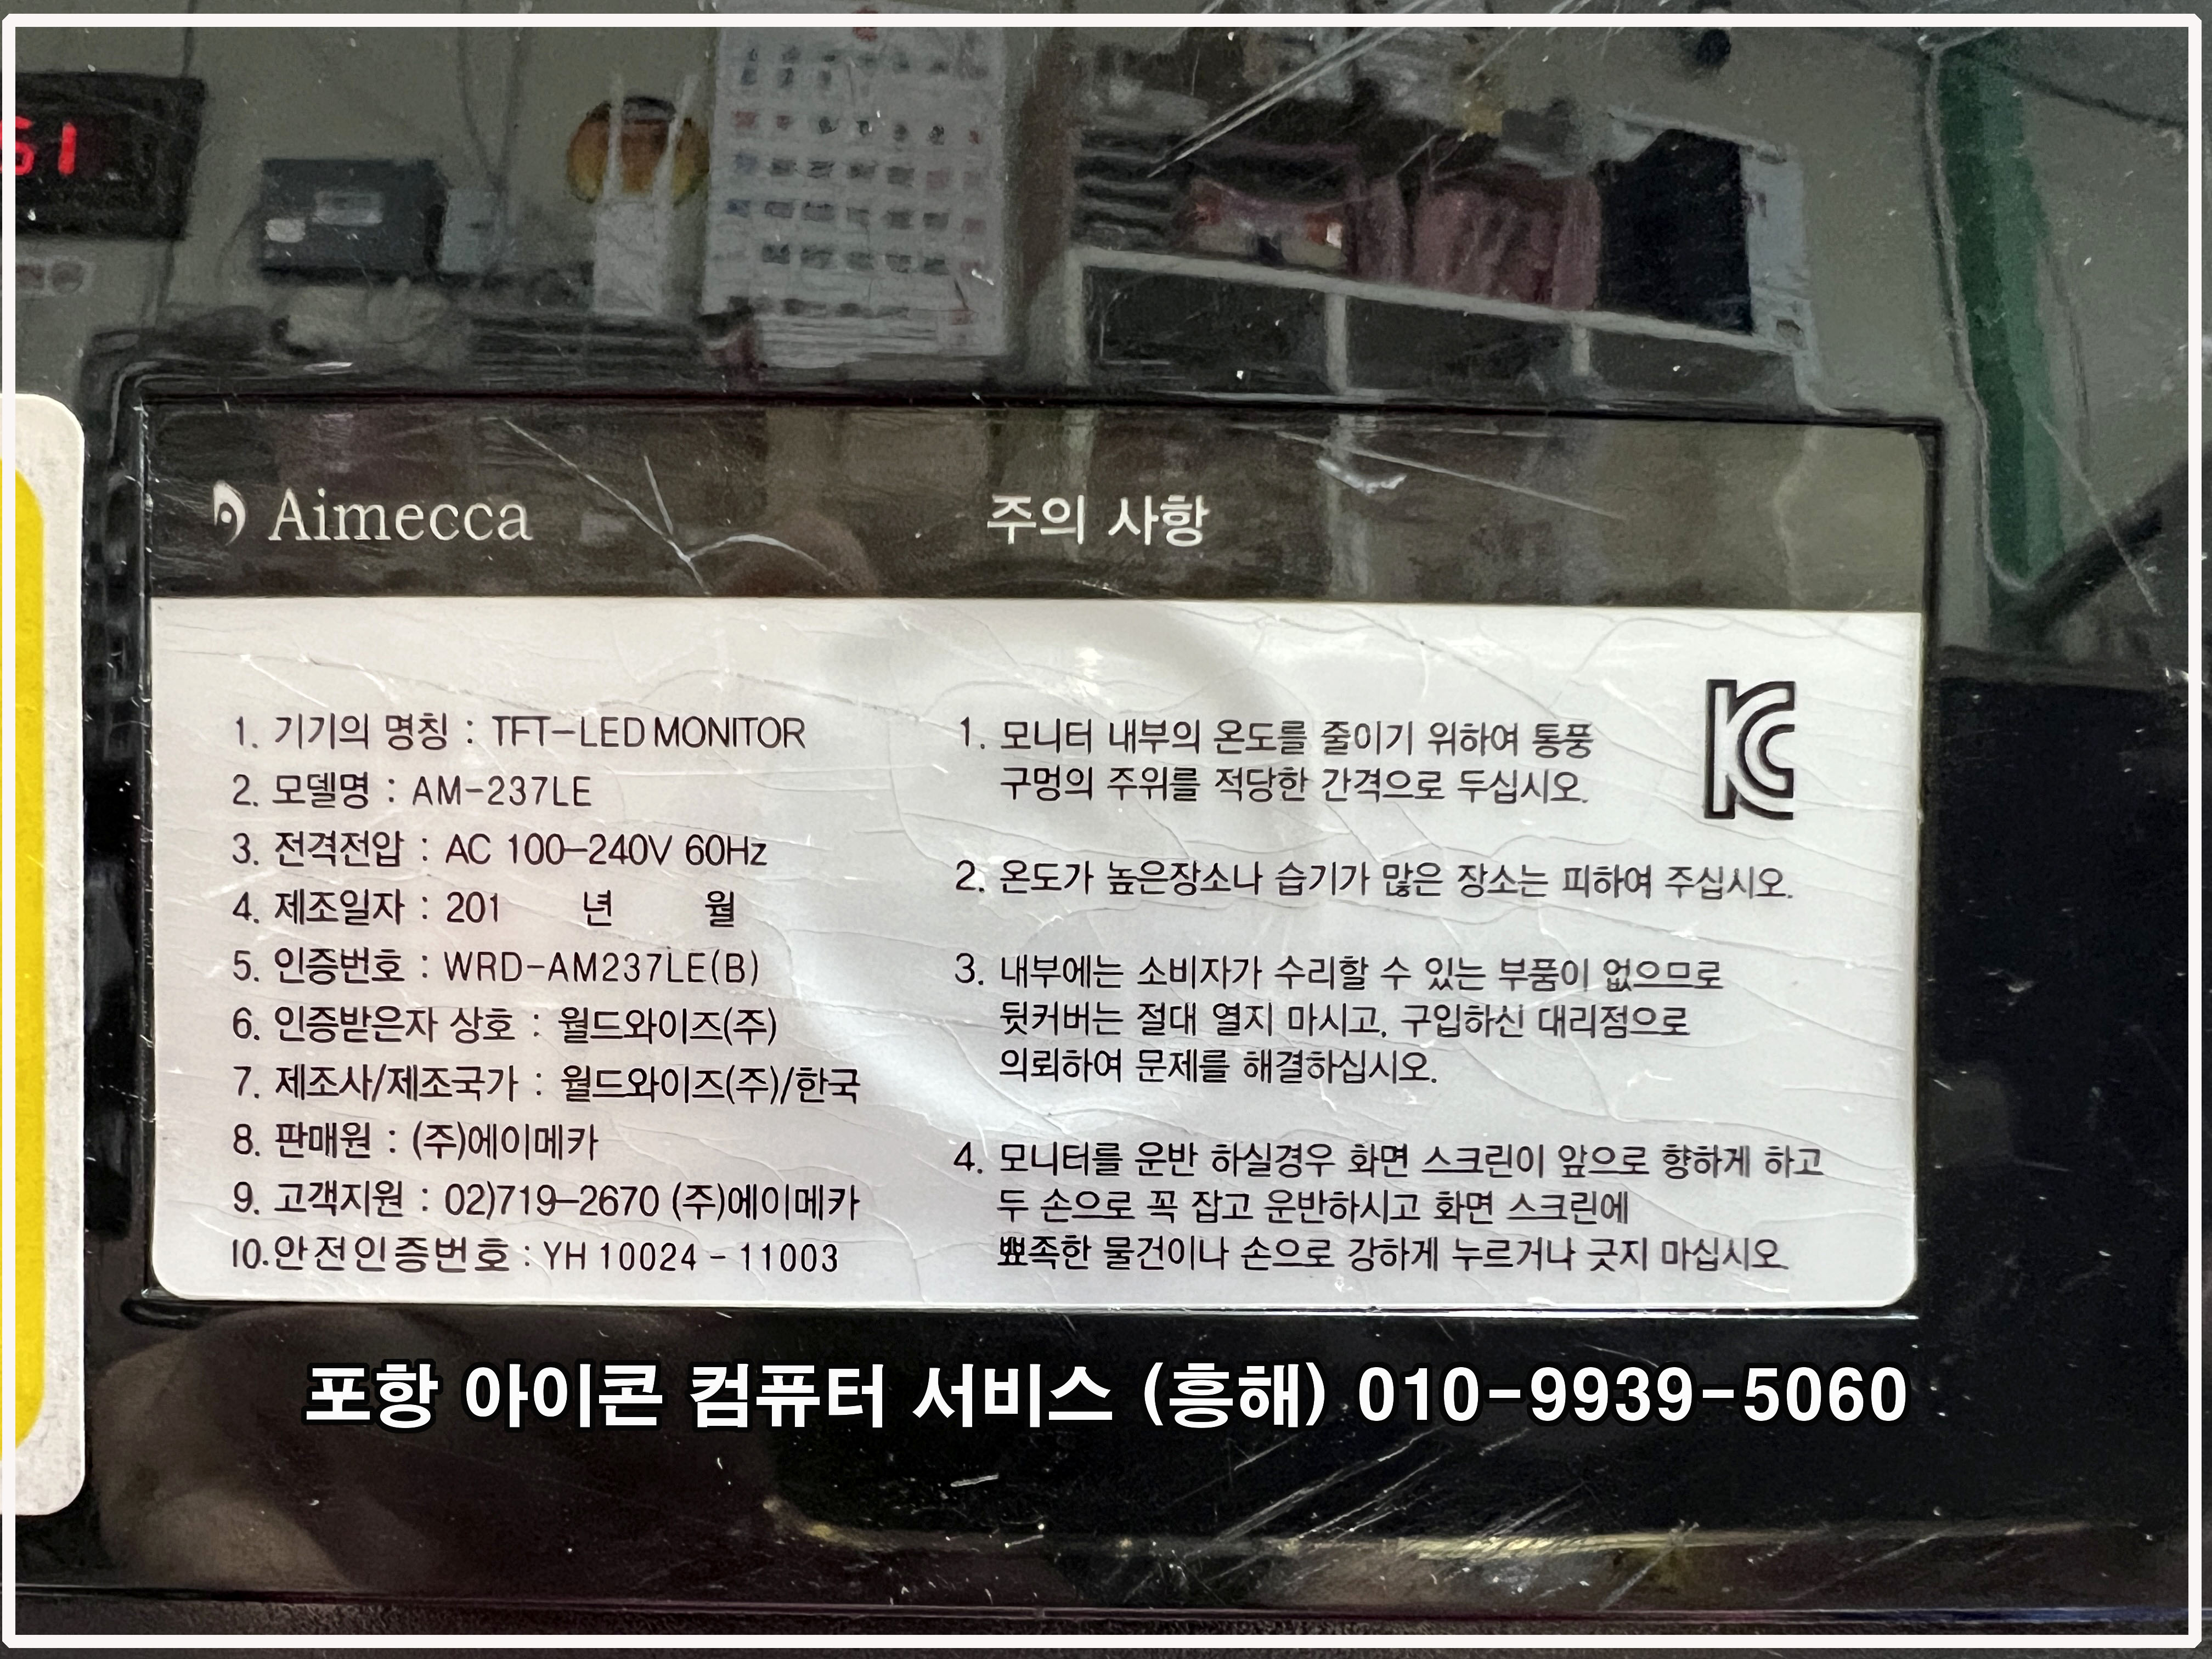 51
Aimecca
주의 사항
1. 기기의 명칭 : TFT-LED MONITOR
2. 모델명 : AM-237LE
3. 전격전압 : AC 100-240V 60Hz
4. 제조일자 : 201 년 월
5. 인증번호 : WRD-AM237LE(B)
6. 인증받은자 상호 : 월드와이즈(주)
7. 제조사/제조국가 : 월드와이즈(주)/한국
8. 판매원 : (주)에이메카
9. 고객지원 : 02)719-2670 (주)에이메카
10.안전인증번호 : YH 10024 - 11003
1. 모니터 내부의 온도를 줄이기 위하여 통풍
구멍의 주위를 적당한 간격으로 두십시오.
2. 온도가 높은장소나 습기가 많은 장소는 피하여 주십시오.
3. 내부에는 소비자가 수리할 수 있는 부품이 없으므로
뒷커버는 절대 열지 마시고, 구입하신 대리점으로
의뢰하여 문제를 해결하십시오.
4. 모니터를 운반 하실경우 화면 스크린이 앞으로 향하게 하고
두 손으로 꼭 잡고 운반하시고 화면 스크린에
뾰족한 물건이나 손으로 강하게 누르거나 긋지 마십시오.
포항 아이콘 컴퓨터 서비스 (흥해) 010-9939-5060